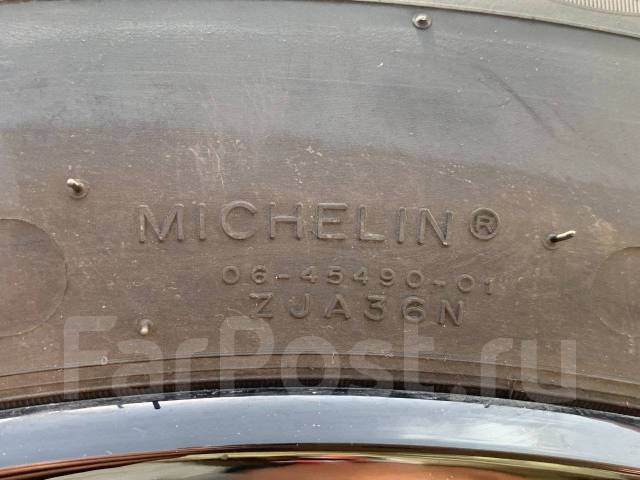 MICHELIN®
06-45490-01
ZJA36N
FarPost.ru